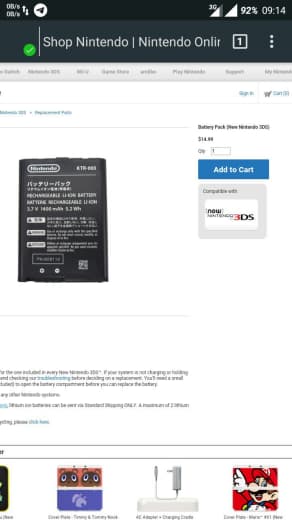 0B/s
0B/s
3G
92% 09:14
Shop Nintendo | Nintendo Onlin
1
Nintendo 3DS
Wii U
Game Store
amiibo
Play Nintendo
Support
My Nintendo
Sign in
Cart (0)
Nintendo 3DS
Replacement Parts
Battery Pack (New Nintendo 3DS)
$14.99
Qty
1
Add to Cart
Compatible with
new
NINTENDO 3DS
Nintendo
KTR-003
バッテリーパック
RECHARGEABLE LI-ION BATTERY
BATTERIE RECHARGEABLE LI-ION
3.7 V 1400 mAh 5.2 Wh
for the one included in every New Nintendo 3DS™. If your system is not charging or holding
and checking our troubleshooting before deciding on a replacement. You'll need a small
cluded) to open the battery compartment before you can replace the battery.
any other Nintendo systems.
lithium ion batteries can be sent via Standard Shipping ONLY. A maximum of 2 lithium
cycling, please click here.
er
(New
Cover Plate - Timmy & Tommy Nook
AC Adapter + Charging Cradle
Cover Plate - Mario
(New